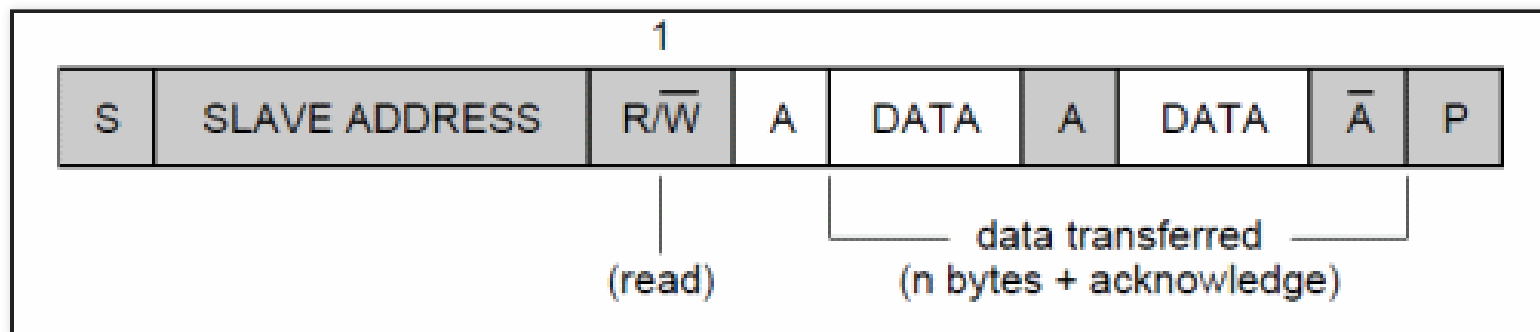 1
S SLAVE ADDRESS R/W̅ A DATA A DATA A̅ P
(read)
data transferred
(n bytes + acknowledge)